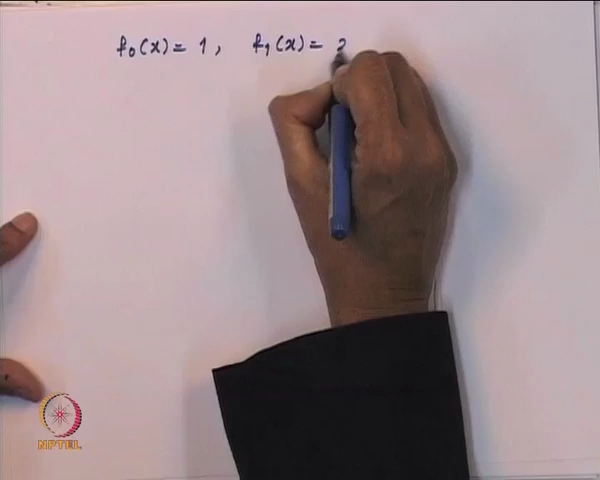 f₀(x) = 1, f₁(x) =
NPTEL